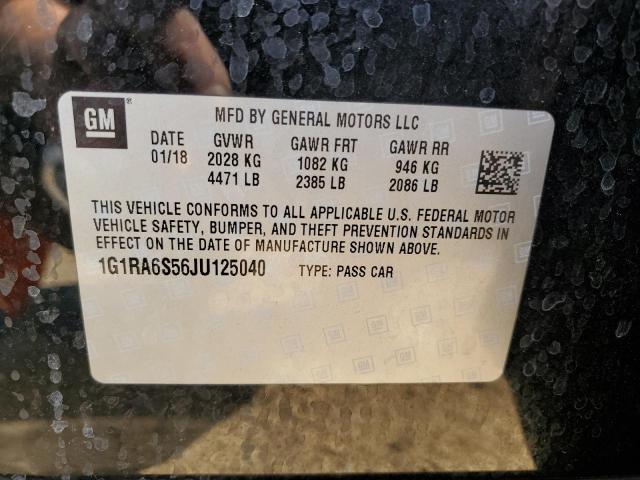 GM ®
MFD BY GENERAL MOTORS LLC
DATE GVWR GAWR FRT GAWR RR
01/18 2028 KG 1082 KG 946 KG
4471 LB 2385 LB 2086 LB
THIS VEHICLE CONFORMS TO ALL APPLICABLE U.S. FEDERAL MOTOR
VEHICLE SAFETY, BUMPER, AND THEFT PREVENTION STANDARDS IN
EFFECT ON THE DATE OF MANUFACTURE SHOWN ABOVE.
1G1RA6S56JU125040 TYPE: PASS CAR